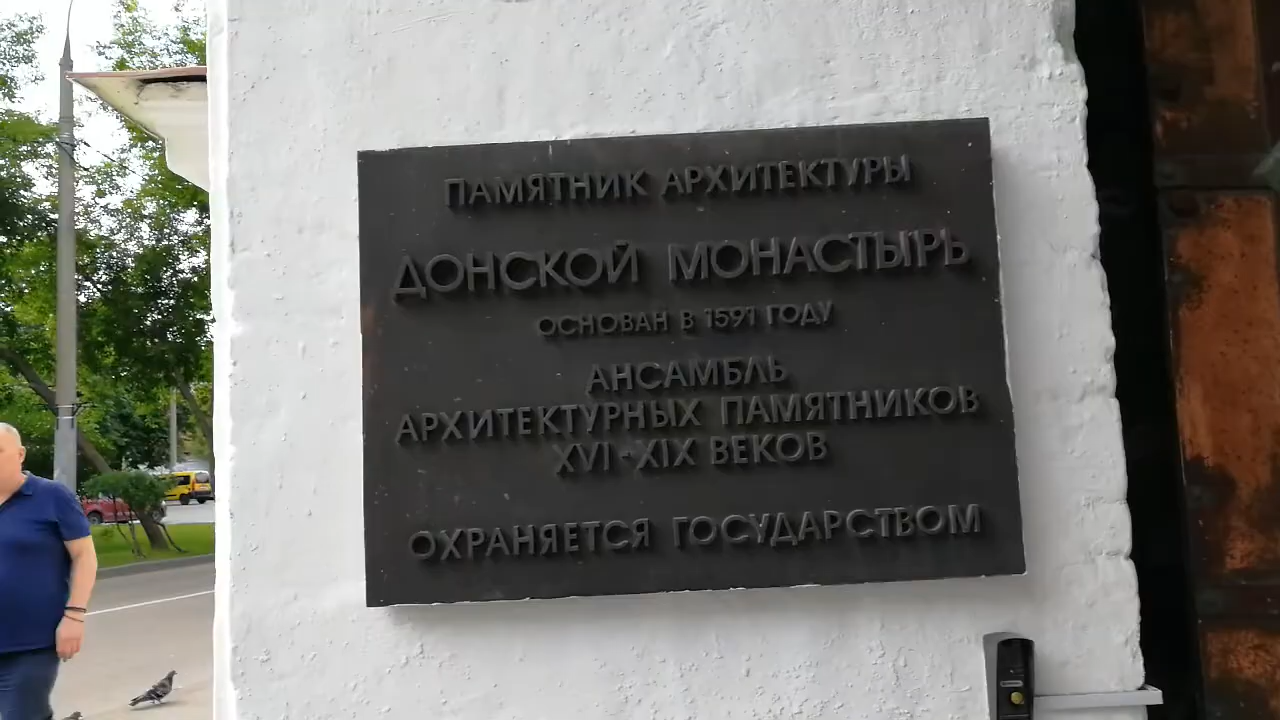 ПАМЯТНИК АРХИТЕКТУРЫ
ДОНСКОЙ МОНАСТЫРЬ
ОСНОВАН В 1591 ГОДУ
АНСАМБЛЬ
АРХИТЕКТУРНЫХ ПАМЯТНИКОВ
XVI-XIX ВЕКОВ
ОХРАНЯЕТСЯ ГОСУДАРСТВОМ